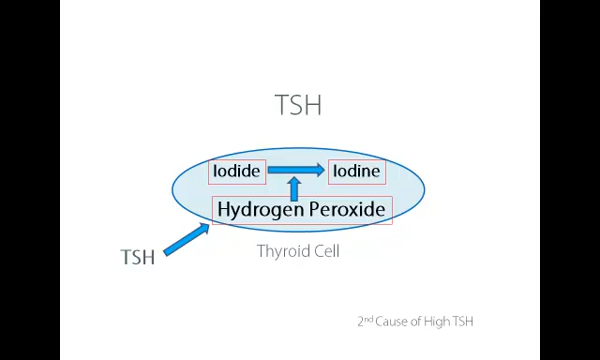 TSH
Iodide Iodine
Hydrogen Peroxide
TSH
Thyroid Cell
2nd Cause of High TSH